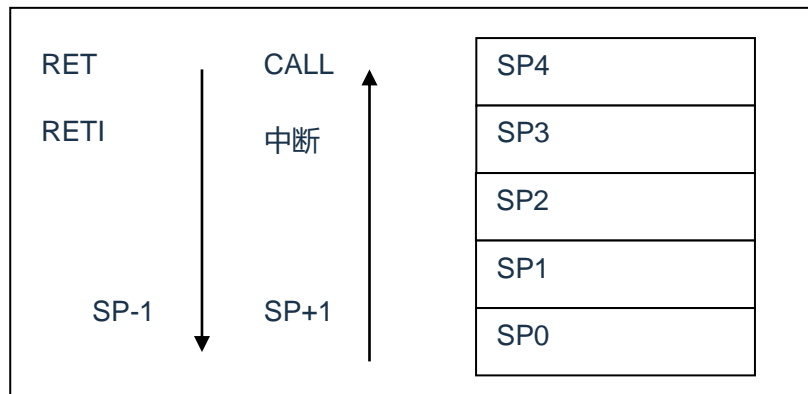 RET CALL SP4
RETI 中断 SP3
SP2
SP1
SP-1 SP+1
SP0